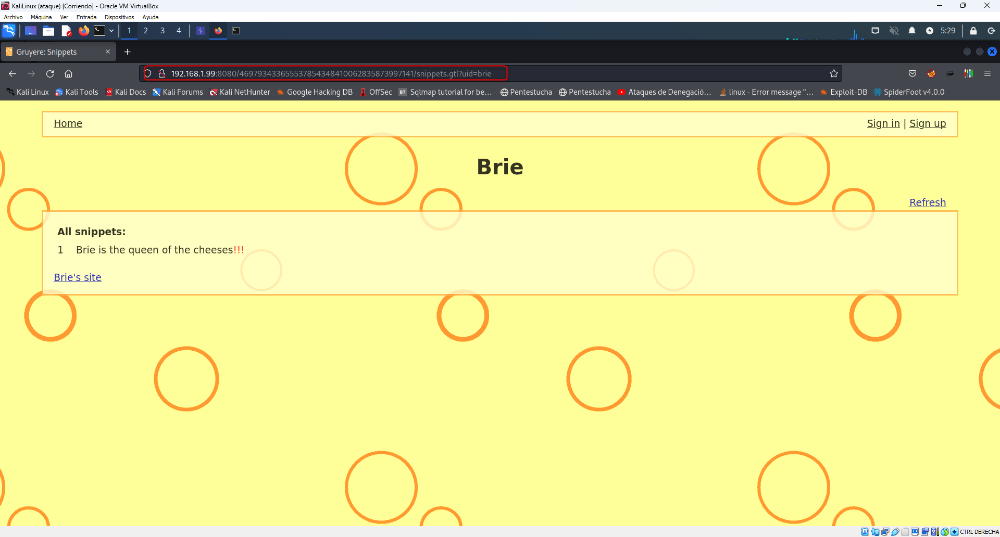 KaliLinux (ataque) [Corriendo] - Oracle VM VirtualBox
Archivo Máquina Ver Entrada Dispositivos Ayuda
1 2 3 4 5:29
Gruyere: Snippets
192.168.1.99:8080/469793433655537854348410062835873997141/snippets.gtl?uid=brie
Kali Linux Kali Tools Kali Docs Kali Forums Kali NetHunter Google Hacking DB OffSec BT Sqlmap tutorial for be... Pentestucha Pentestucha Ataques de Denegació... linux - Error message "... Exploit-DB SpiderFoot v4.0.0
Home Sign in | Sign up
Brie
Refresh
All snippets:
1 Brie is the queen of the cheeses!!!
Brie's site
CTRL DERECHA